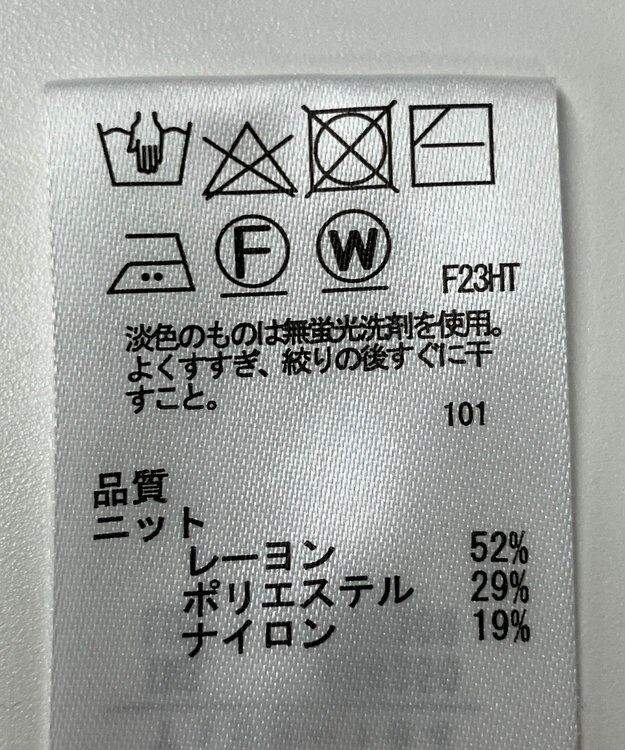 F W F23HT
淡色のものは無蛍光洗剤を使用。
よくすすぎ、絞りの後すぐに干
すこと。
101
品質
ニット
レーヨン 52%
ポリエステル 29%
ナイロン 19%